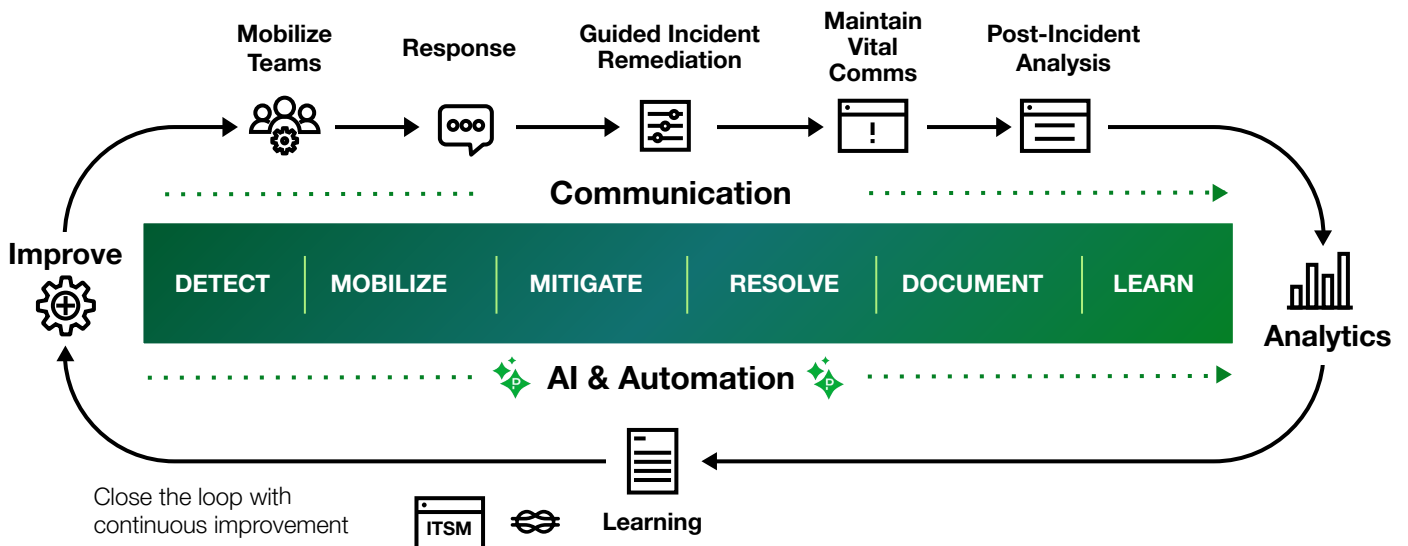 Mobilize
Teams
Response
Guided Incident
Remediation
Maintain
Vital
Comms
Post-Incident
Analysis
!
Communication
Improve
DETECT
MOBILIZE
MITIGATE
RESOLVE
DOCUMENT
LEARN
Analytics
P
AI & Automation
P
Close the loop with
continuous improvement
ITSM
Learning